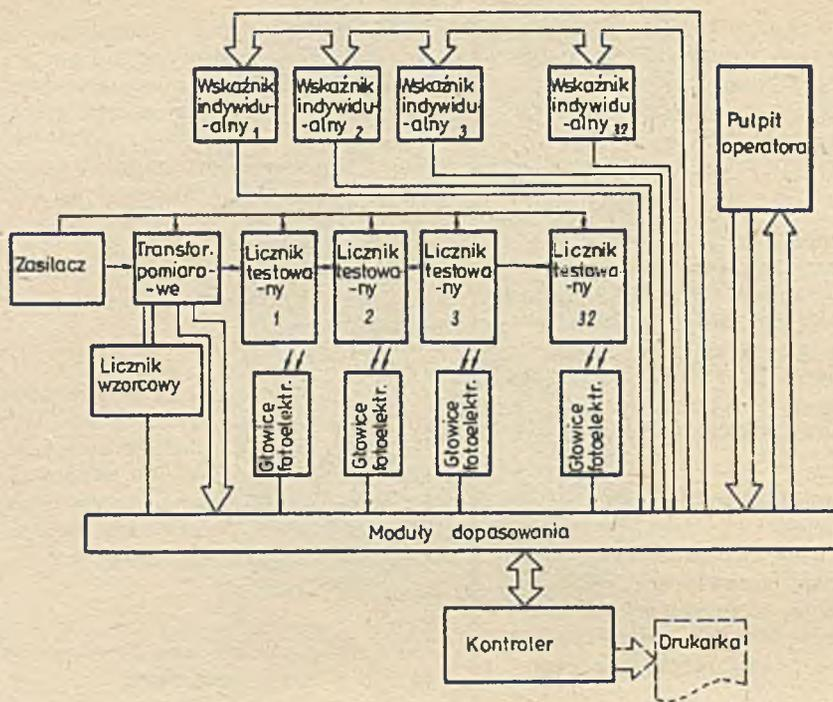 Wskaźnik
indywidu-
-alny 1
Wskaźnik
indywidu-
-alny 2
Wskaźnik
indywidu-
-alny 3
Wskaźnik
indywidu-
-alny 32
Pulpit
operatora
Zasilacz
Transfor.
pomiaro-
-we
Licznik
testowa-
-ny
1
Licznik
testowa-
-ny
2
Licznik
testowa-
-ny
3
Licznik
testowa-
-ny
32
Licznik
wzorcowy
Głowice
fotoelektr.
Głowice
fotoelektr.
Głowice
fotoelektr.
Głowice
fotoelektr.
Moduły dopasowania
Kontroler
Drukarka